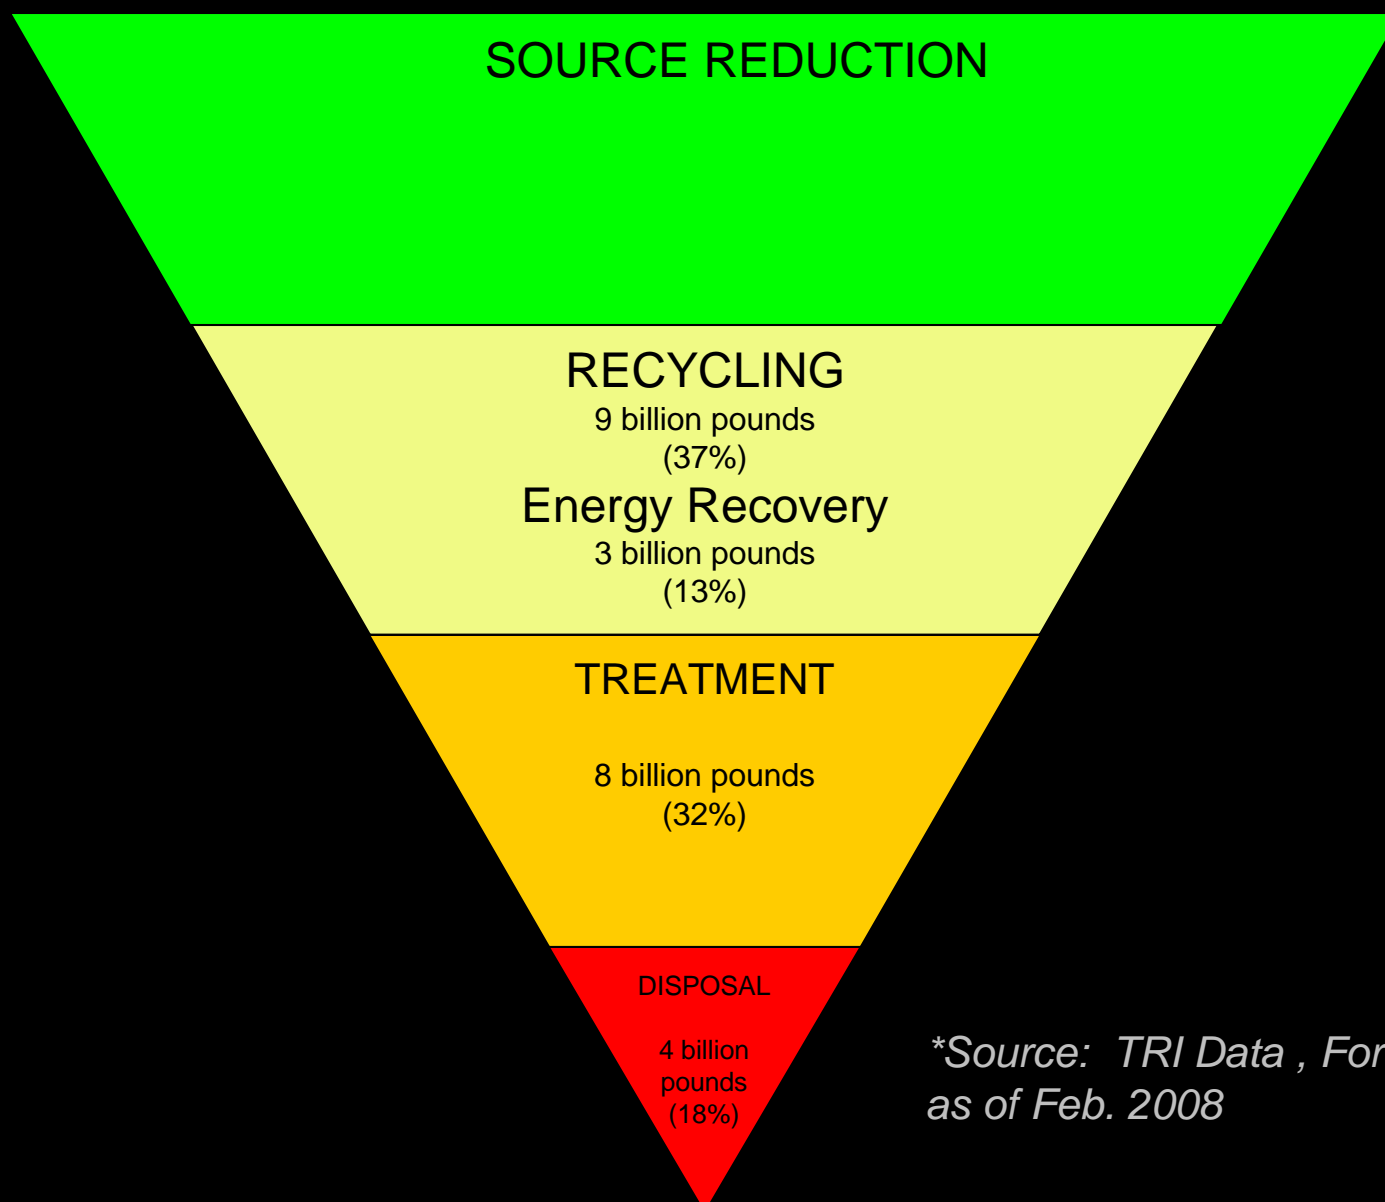 SOURCE REDUCTION
RECYCLING
9 billion pounds
(37%)
Energy Recovery
3 billion pounds
(13%)
TREATMENT
8 billion pounds
(32%)
DISPOSAL
4 billion
pounds
(18%)
*Source: TRI Data , For
as of Feb. 2008